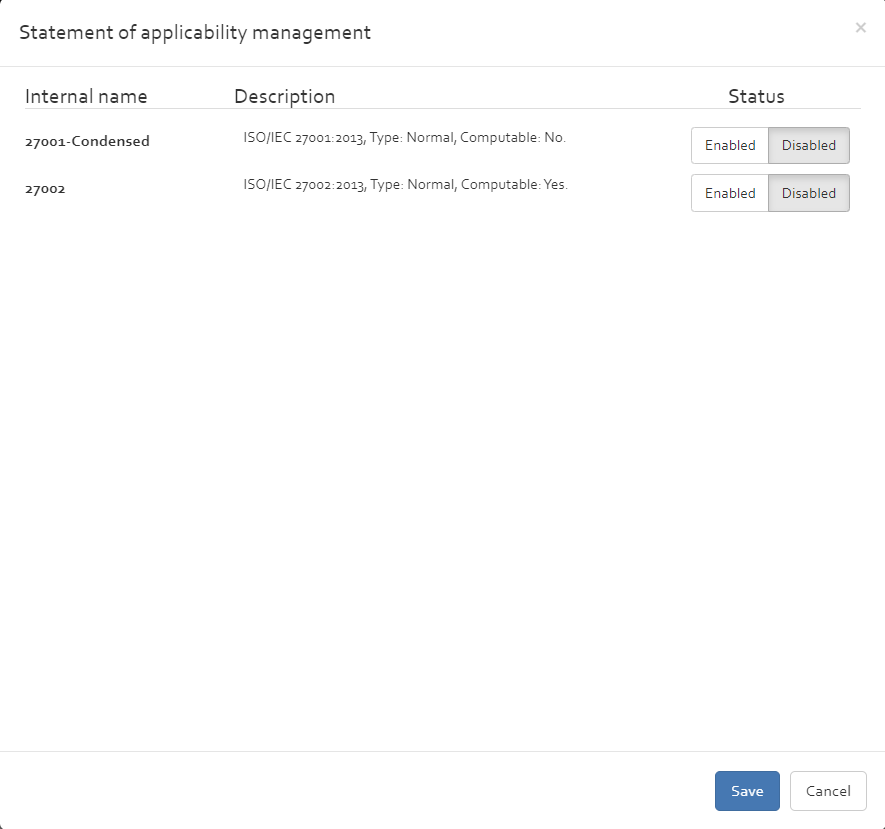 Statement of applicability management
×
Internal name Description Status
27001-Condensed ISO/IEC 27001:2013, Type: Normal, Computable: No. Enabled Disabled
27002 ISO/IEC 27002:2013, Type: Normal, Computable: Yes. Enabled Disabled
Save Cancel